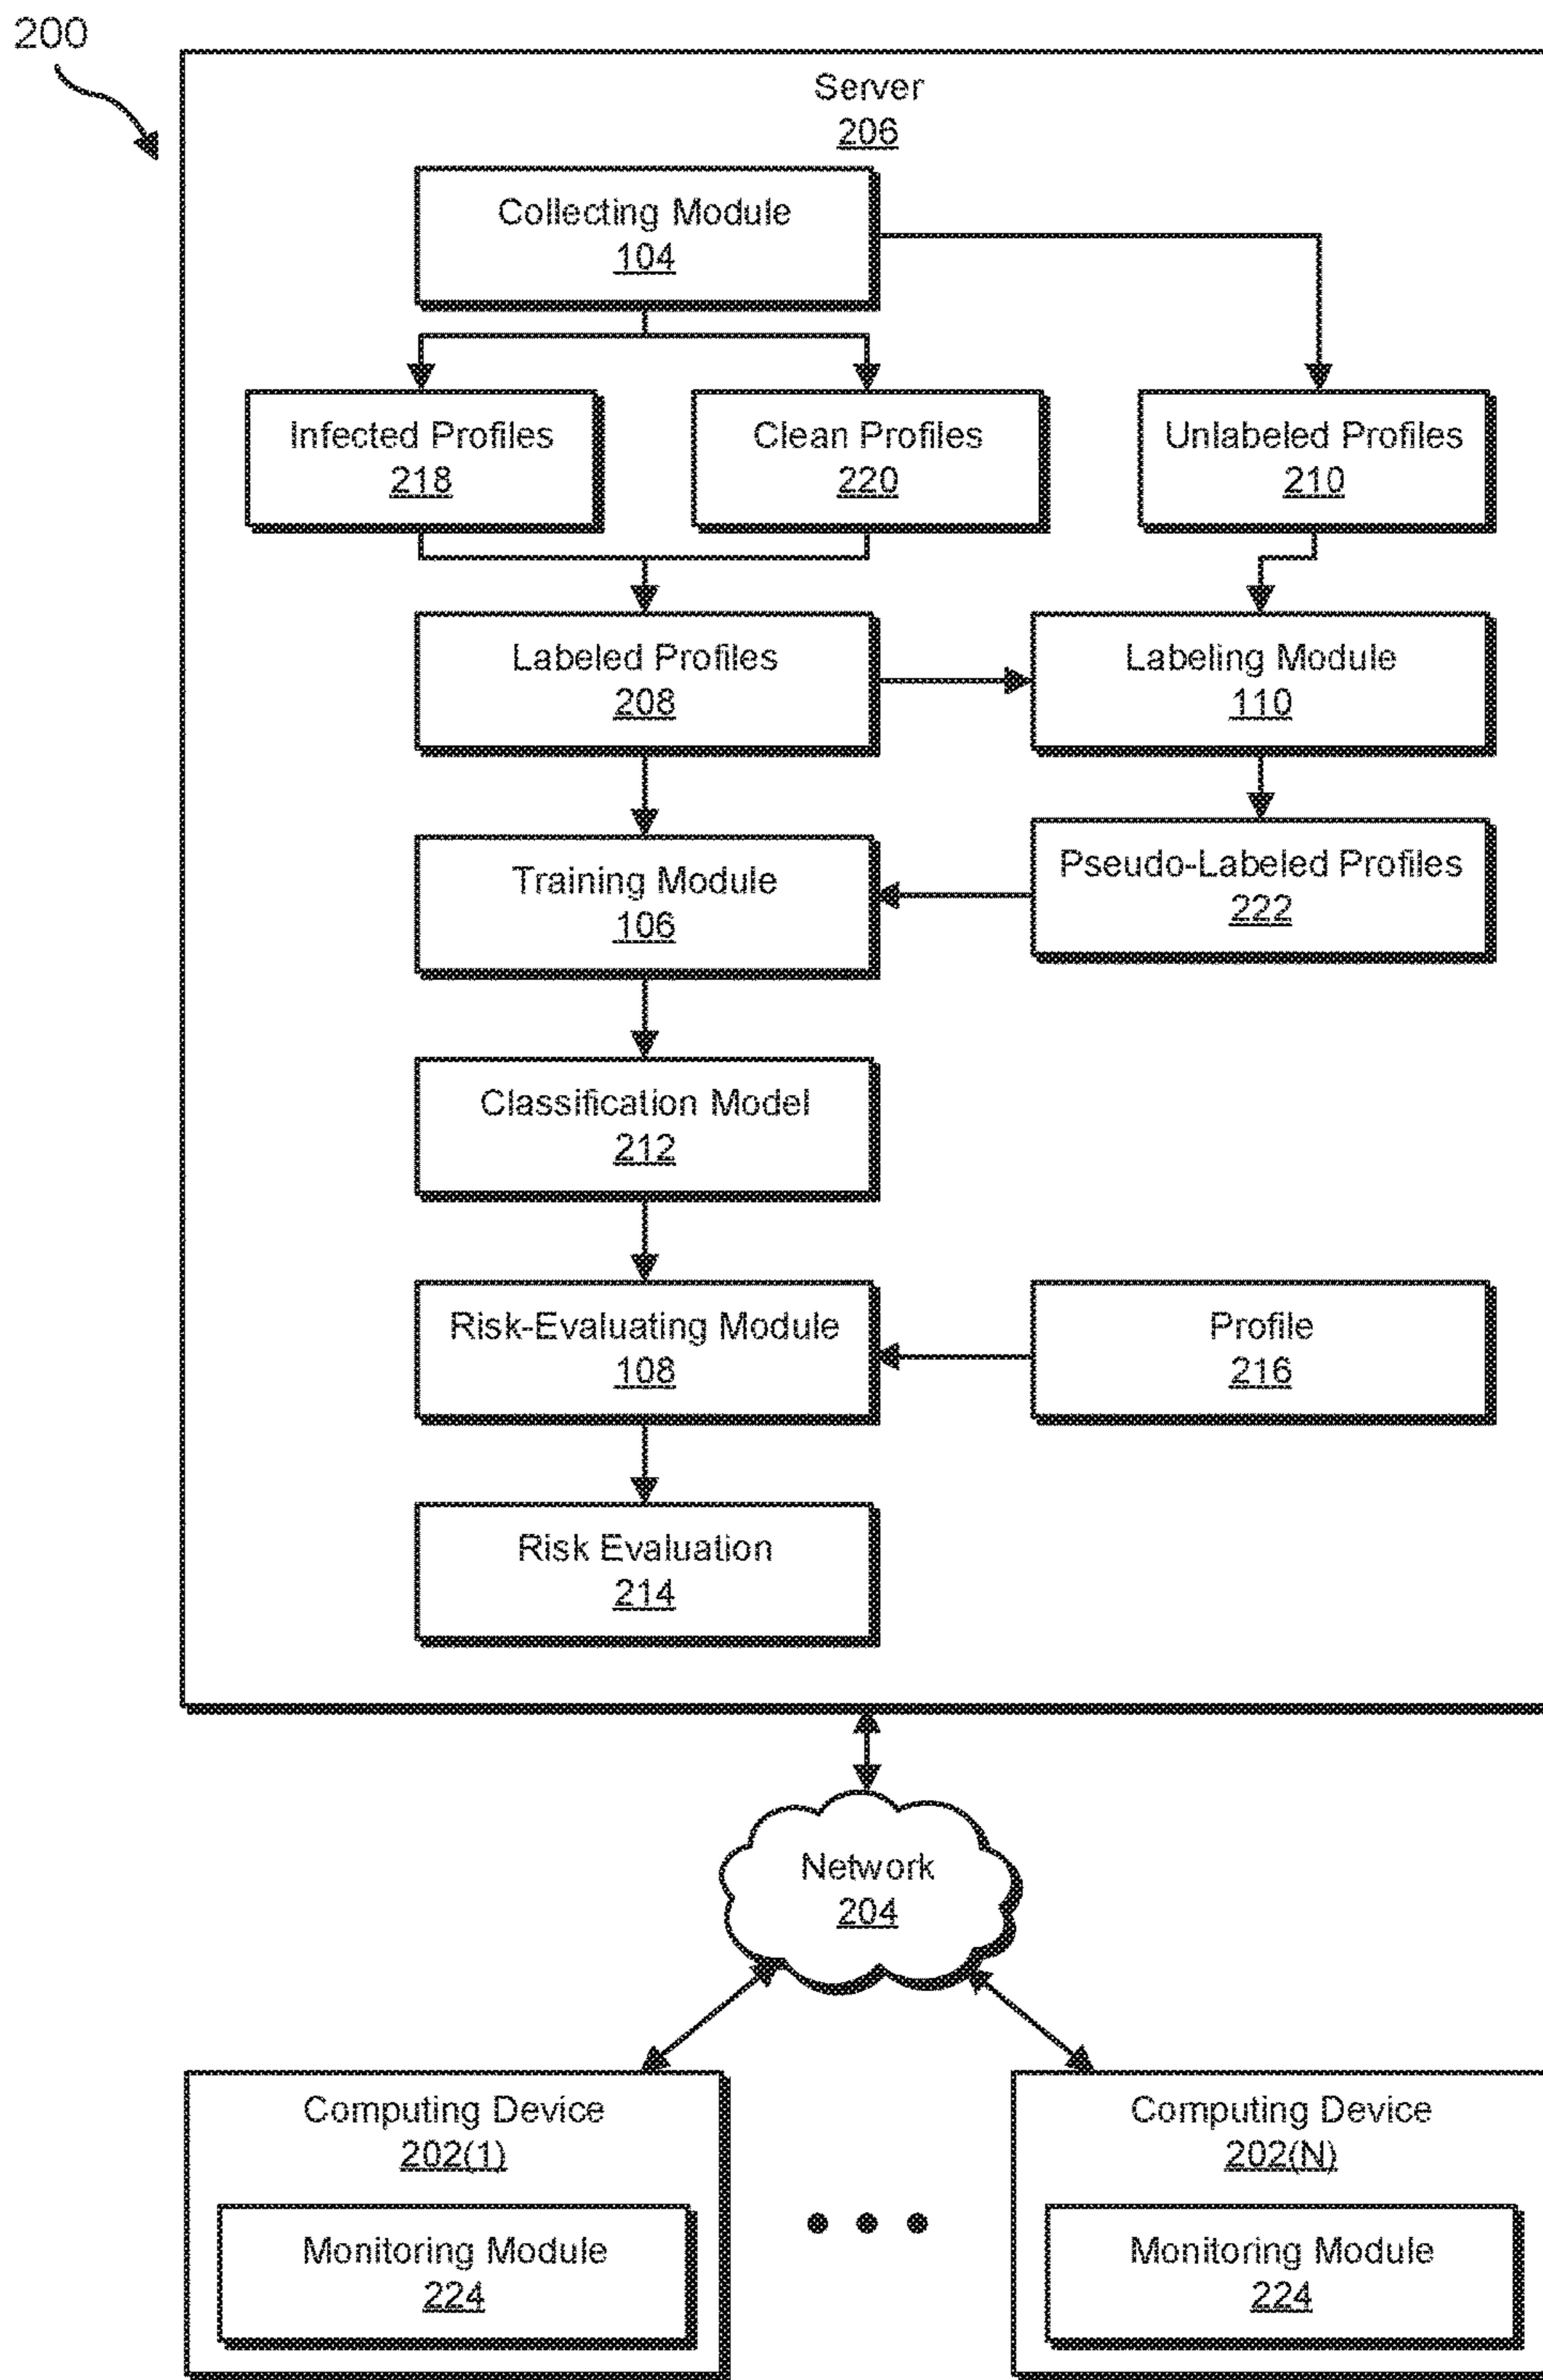 200
Server
206
Collecting Module
104
Infected Profiles
218
Clean Profiles
220
Unlabeled Profiles
210
Labeled Profiles
208
Labeling Module
110
Training Module
106
Pseudo-Labeled Profiles
222
Classification Model
212
Risk-Evaluating Module
108
Profile
216
Risk Evaluation
214
Network
204
Computing Device
202(1)
Monitoring Module
224
Computing Device
202(N)
Monitoring Module
224